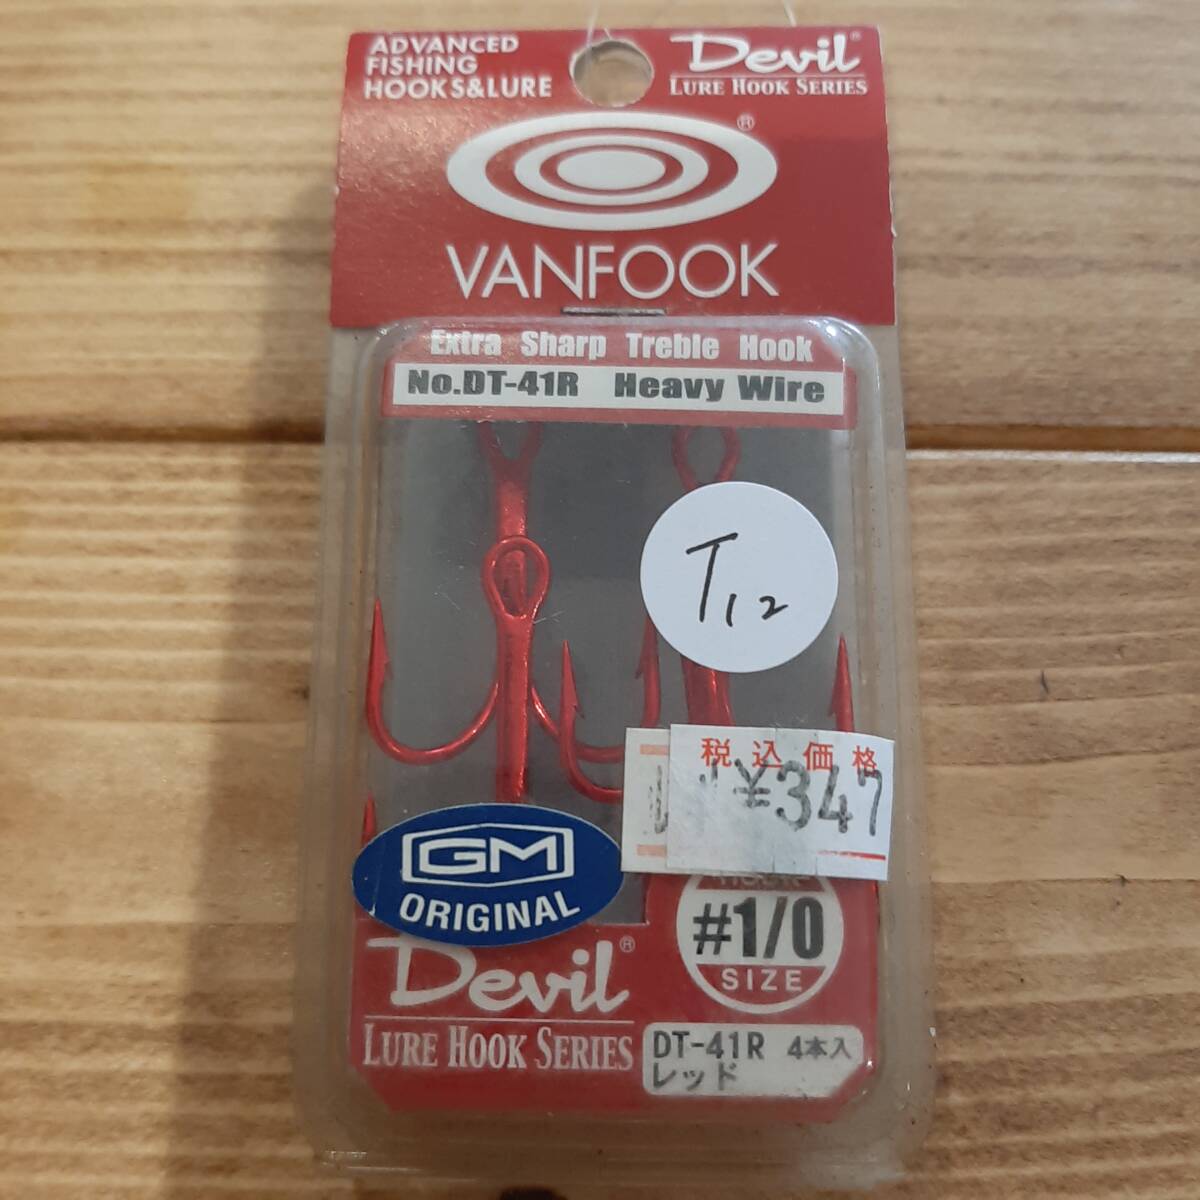 ADVANCED
FISHING
HOOKS&LURE
Devil®
LURE HOOK SERIES
®
VANFOOK
Extra Sharp Treble Hook
No.DT-41R Heavy Wire
T12
税込価格
¥347
GM
ORIGINAL
#1/0
SIZE
Devil®
LURE HOOK SERIES
DT-41R 4本入
レッド